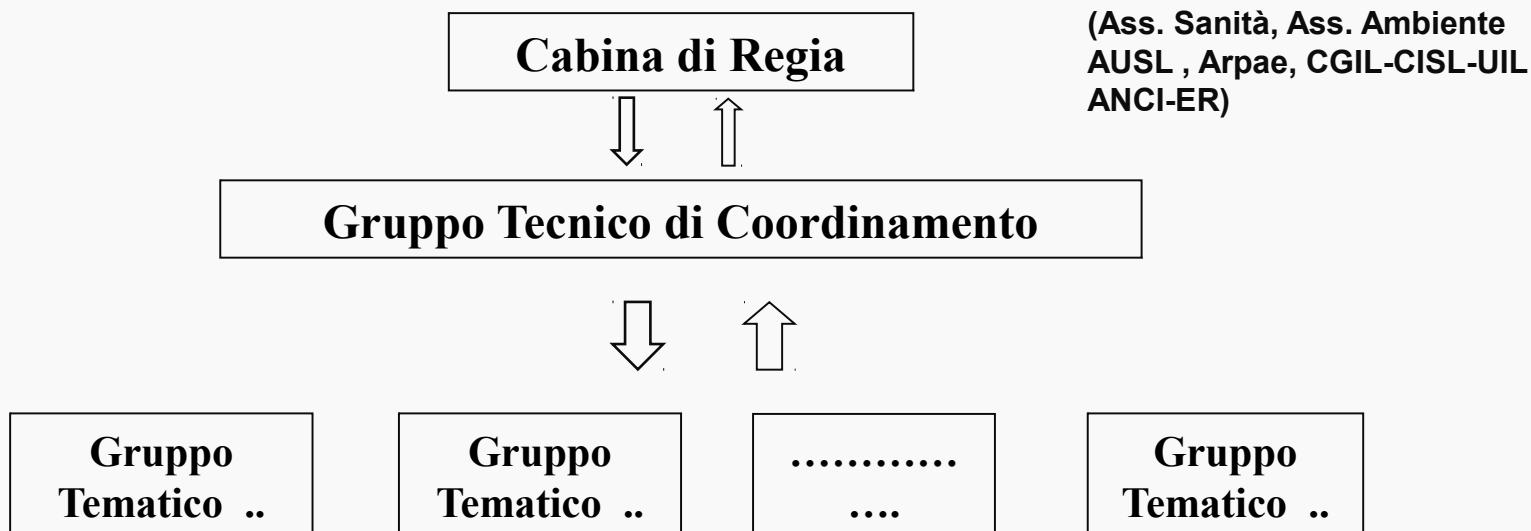 Cabina di Regia
(Ass. Sanità, Ass. Ambiente
AUSL , Arpae, CGIL-CISL-UIL
ANCI-ER)
Gruppo Tecnico di Coordinamento
Gruppo
Tematico ..
Gruppo
Tematico ..
…………
….
Gruppo
Tematico ..